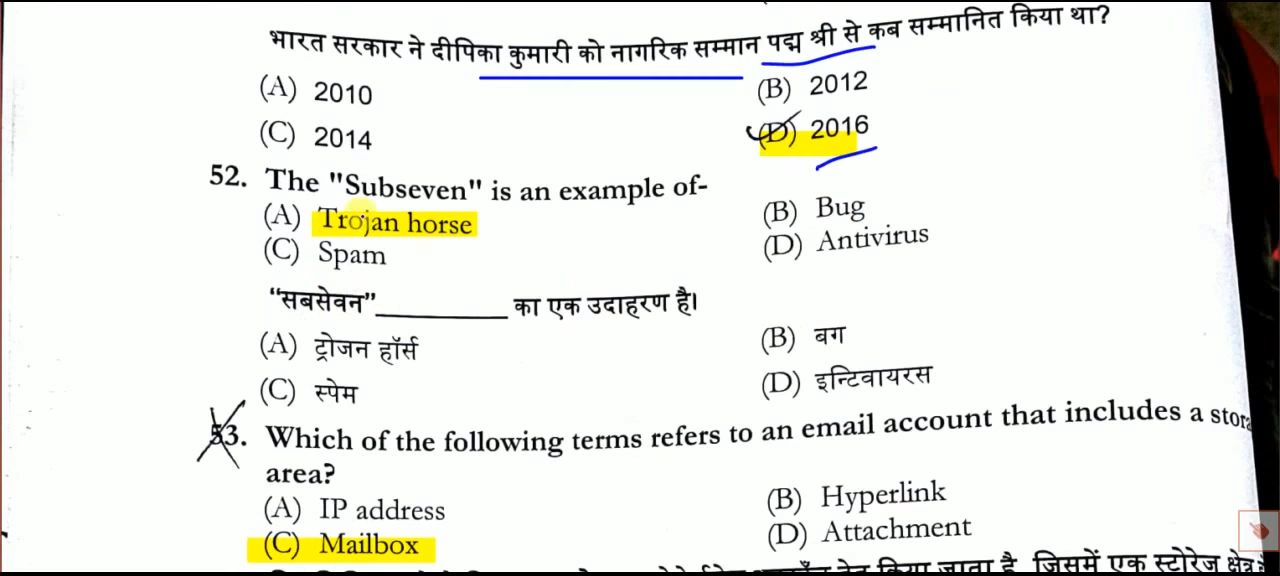 भारत सरकार ने दीपिका कुमारी को नागरिक सम्मान पद्म श्री से कब सम्मानित किया था?
(A) 2010 (B) 2012
(C) 2014 (D) 2016
52. The "Subseven" is an example of-
(A) Trojan horse (B) Bug
(C) Spam (D) Antivirus
“सबसेवन”__________ का एक उदाहरण है।
(A) ट्रोजन हॉर्स (B) बग
(C) स्पेम (D) इन्टिवायरस
53. Which of the following terms refers to an email account that includes a stora
area?
(A) IP address (B) Hyperlink
(C) Mailbox (D) Attachment
किया जाता है, जिसमें एक स्टोरेज क्षेत्र